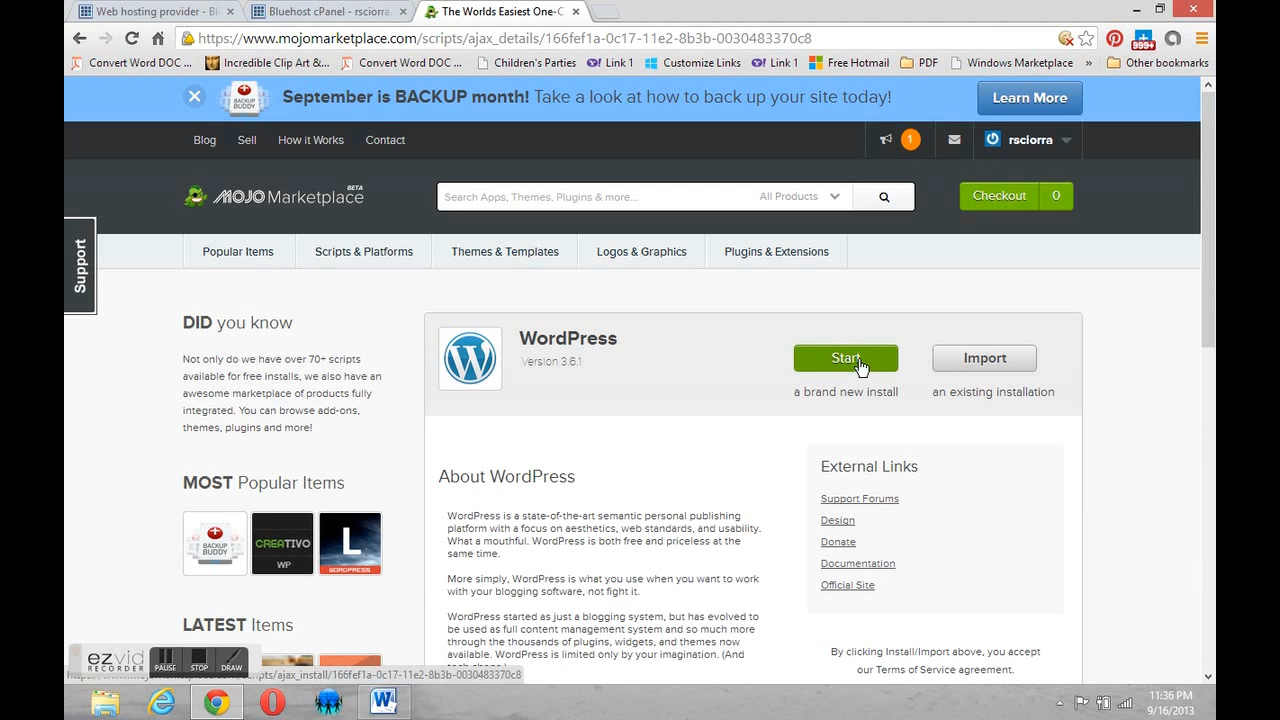 Web hosting provider - Bl
Bluehost cPanel - rsciorra.
The Worlds Easiest One-C
https://www.mojomarketplace.com/scripts/ajax_details/166fef1a-0c17-11e2-8b3b-0030483370c8
999+
Convert Word DOC ...
Incredible Clip Art &...
Convert Word DOC ...
Children's Parties
Link 1
Customize Links
Link 1
Free Hotmail
PDF
Windows Marketplace
»
Other bookmarks
September is BACKUP month! Take a look at how to back up your site today!
Learn More
BACKUP BUDDY
Blog
Sell
How it Works
Contact
1
rsciorra
MOJO Marketplace BETA
Search Apps, Themes, Plugins & more...
All Products
Checkout 0
Support
Popular Items
Scripts & Platforms
Themes & Templates
Logos & Graphics
Plugins & Extensions
DID you know
Not only do we have over 70+ scripts
available for free installs, we also have an
awesome marketplace of products fully
integrated. You can browse add-ons,
themes, plugins and more!
MOST Popular Items
BACKUP BUDDY
CREATIVO
WP
L
WORDPRESS
LATEST Items
WordPress
Version 3.6.1
Start
a brand new install
Import
an existing installation
About WordPress
WordPress is a state-of-the-art semantic personal publishing
platform with a focus on aesthetics, web standards, and usability.
What a mouthful. WordPress is both free and priceless at the
same time.
More simply, WordPress is what you use when you want to work
with your blogging software, not fight it.
WordPress started as just a blogging system, but has evolved to
be used as full content management system and so much more
through the thousands of plugins, widgets, and themes now
available. WordPress is limited only by your imagination. (And
External Links
Support Forums
Design
Donate
Documentation
Official Site
By clicking Install/Import above, you accept
our Terms of Service agreement.
ezvid
RECORDER
PAUSE
STOP
DRAW
scripts/ajax_install/166fef1a-0c17-11e2-8b3b-0030483370c8
11:36 PM
9/16/2013